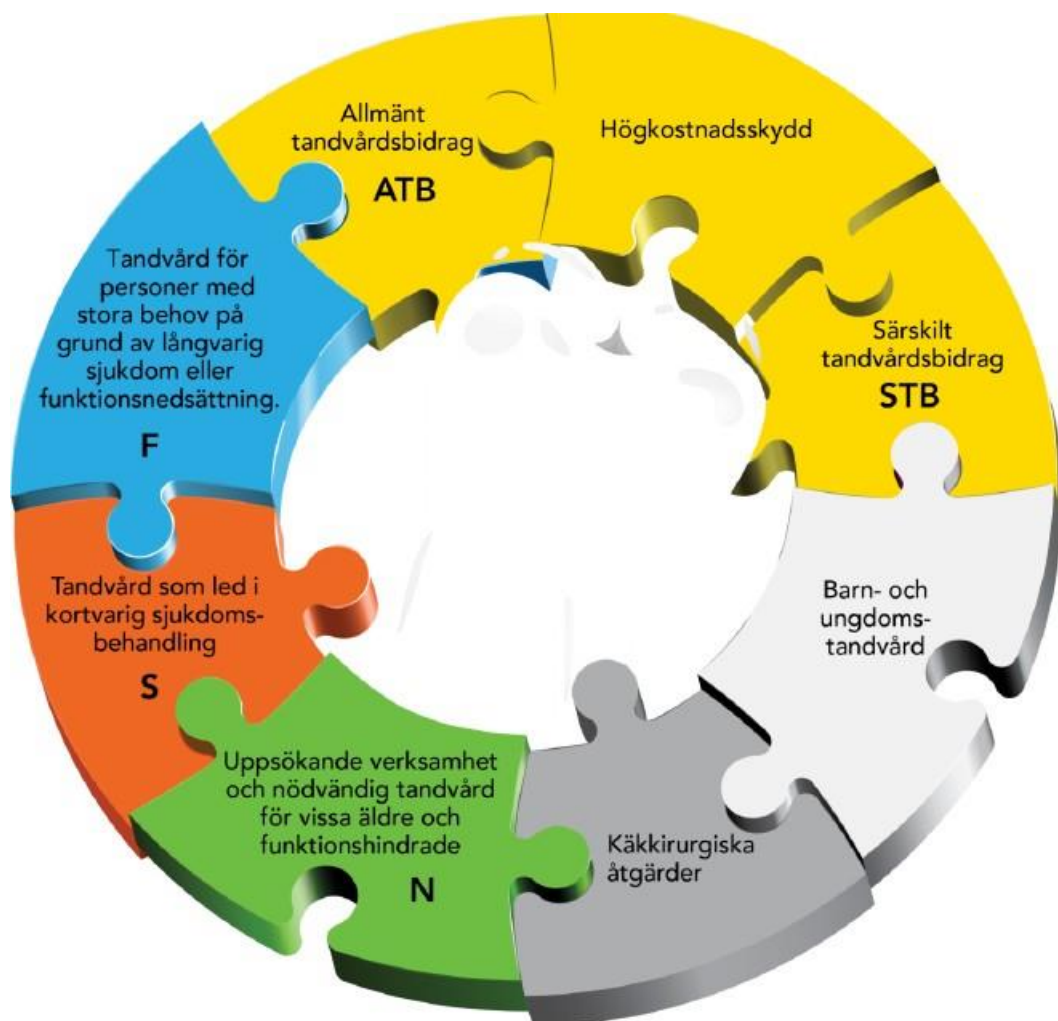 Allmänt
tandvårdsbidrag
ATB
Högkostnadsskydd
Särskilt
tandvårdsbidrag
STB
Barn- och
ungdoms-
tandvård
Käkkirurgiska
åtgärder
Uppsökande verksamhet
och nödvändig tandvård
för vissa äldre och
funktionshindrade
N
Tandvård som led i
kortvarig sjukdoms-
behandling
S
Tandvård för
personer med
stora behov på
grund av långvarig
sjukdom eller
funktionsnedsättning.
F